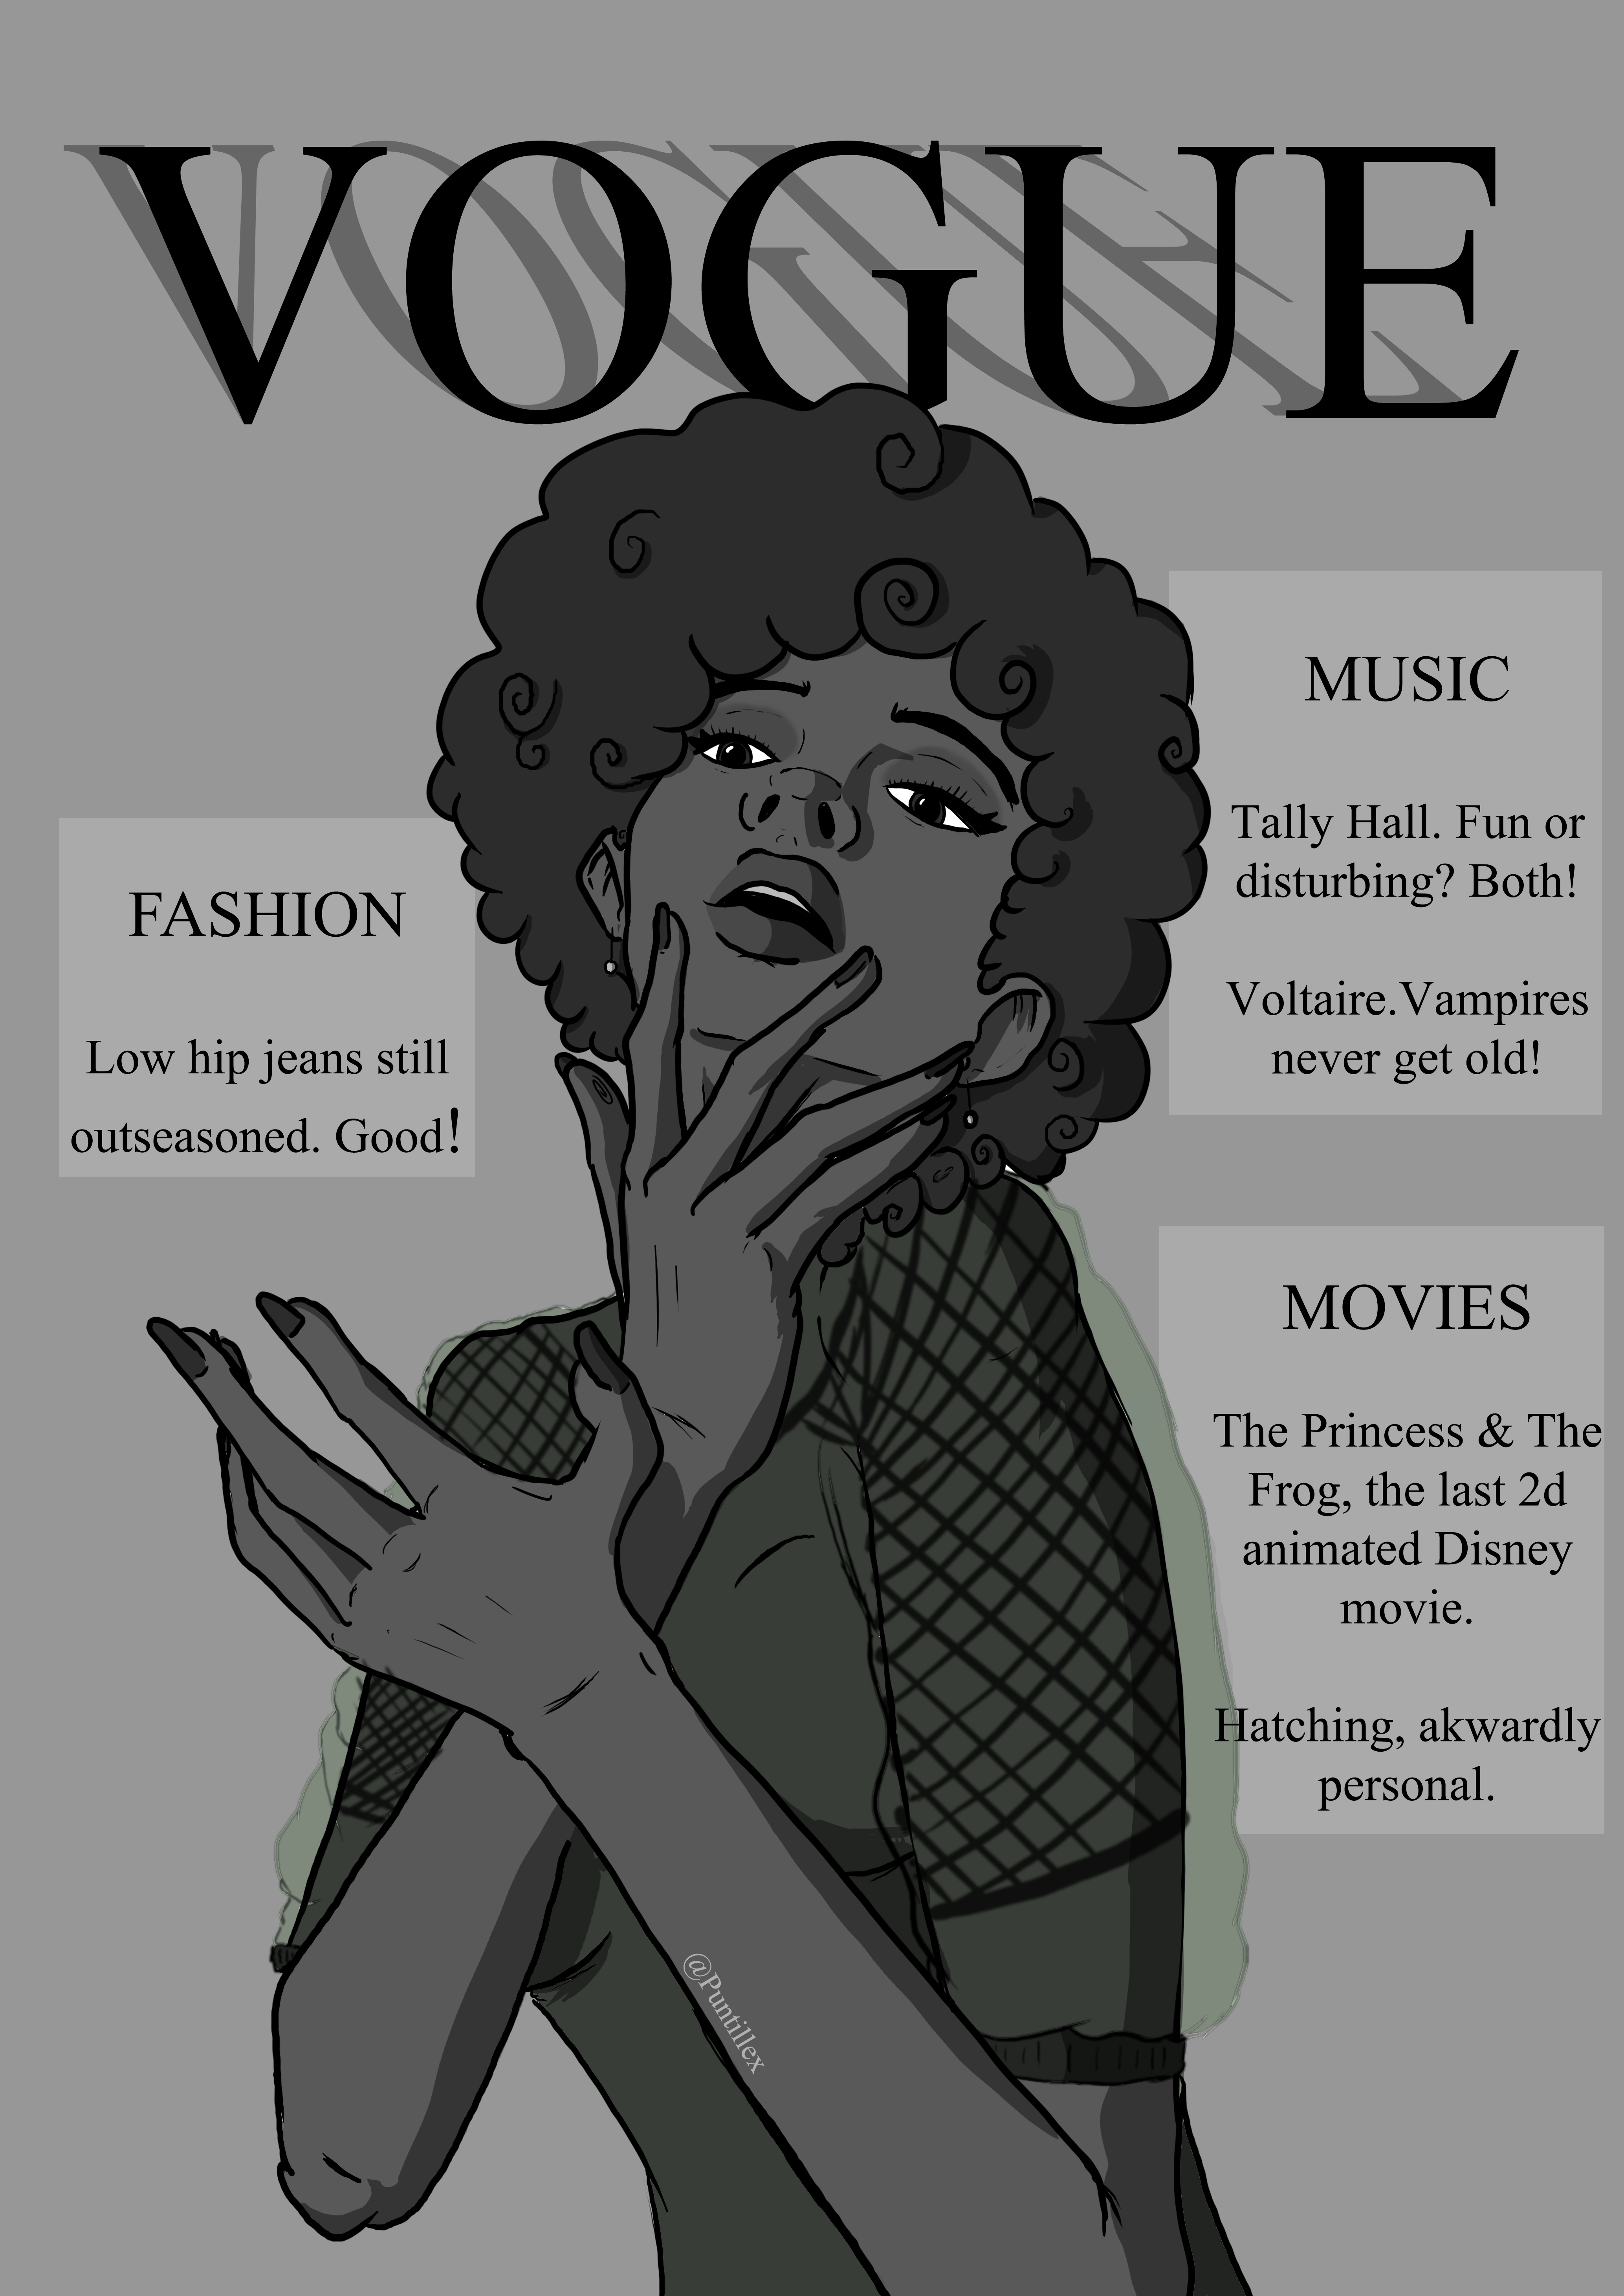 VOGUE
MUSIC
Tally Hall. Fun or
disturbing? Both!
Voltaire.Vampires
never get old!
FASHION
Low hip jeans still
outseasoned. Good!
MOVIES
The Princess & The
Frog, the last 2d
animated Disney
movie.
Hatching, akwardly
personal.
@Puntillex